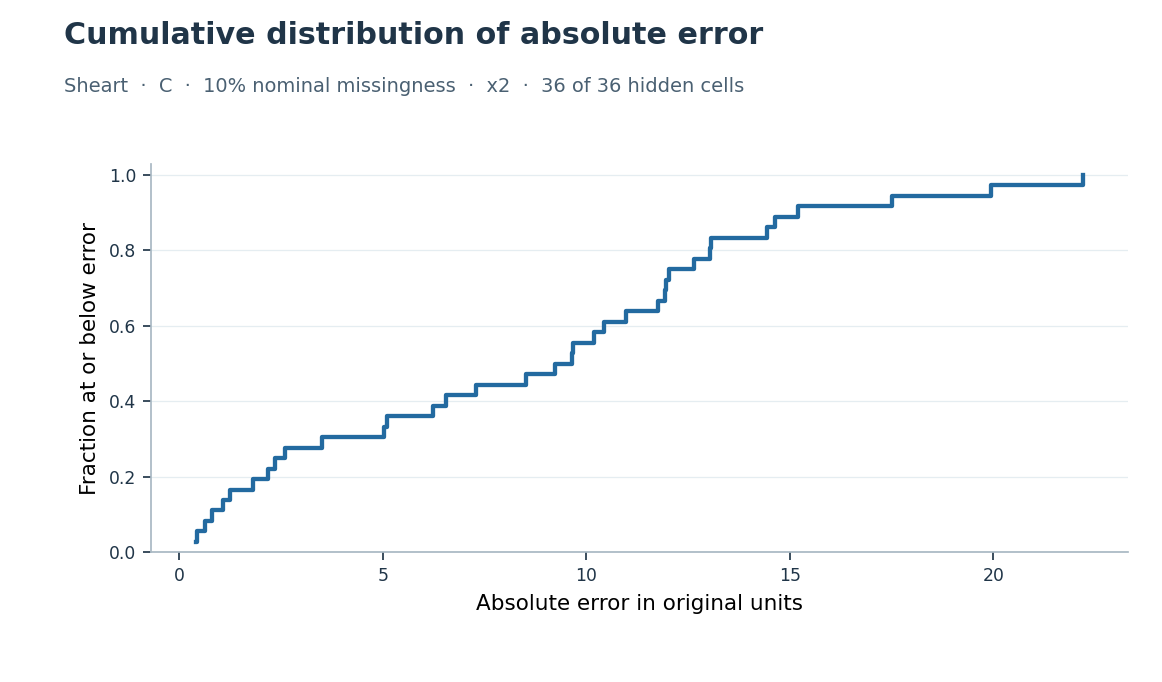 Cumulative distribution of absolute error
Sheart · C · 10% nominal missingness · x2 · 36 of 36 hidden cells
Fraction at or below error
1.0
0.8
0.6
0.4
0.2
0.0
0 5 10 15 20
Absolute error in original units